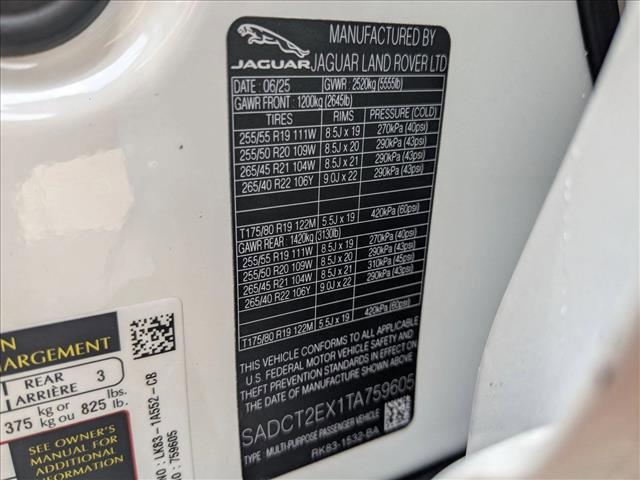 JAGUAR
MANUFACTURED BY
JAGUAR LAND ROVER LTD
DATE : 06/25 GVWR : 2520kg (5555lb)
GAWR FRONT : 1200kg (2645lb)
TIRES RIMS PRESSURE (COLD)
255/55 R19 111W 8.5J x 19 270kPa (40psi)
255/50 R20 109W 8.5J x 20 290kPa (43psi)
265/45 R21 104W 8.5J x 21 290kPa (43psi)
265/40 R22 106Y 9.0J x 22 290kPa (43psi)
T175/80 R19 122M 5.5J x 19 420kPa (60psi)
GAWR REAR : 1420kg (3130lb)
255/55 R19 111W 8.5J x 19 270kPa (40psi)
255/50 R20 109W 8.5J x 20 290kPa (43psi)
265/45 R21 104W 8.5J x 21 310kPa (45psi)
265/40 R22 106Y 9.0J x 22 290kPa (43psi)
T175/80 R19 122M 5.5J x 19 420kPa (60psi)
THIS VEHICLE CONFORMS TO ALL APPLICABLE
U.S. FEDERAL MOTOR VEHICLE SAFETY AND
THEFT PREVENTION STANDARDS IN EFFECT
ON THE DATE OF MANUFACTURE SHOWN ABOVE.
SADCT2EX1TA759605
TYPE: MULTI-PURPOSE PASSENGER VEHICLE
RK83-1532-BA
ARGEMENT
REAR
ARRIÈRE 3
375 kg or
kg ou 825 lbs.
lb.
SEE OWNER'S
MANUAL FOR
ADDITIONAL
INFORMATION
NO : LK83-1A552-CB
: 759605